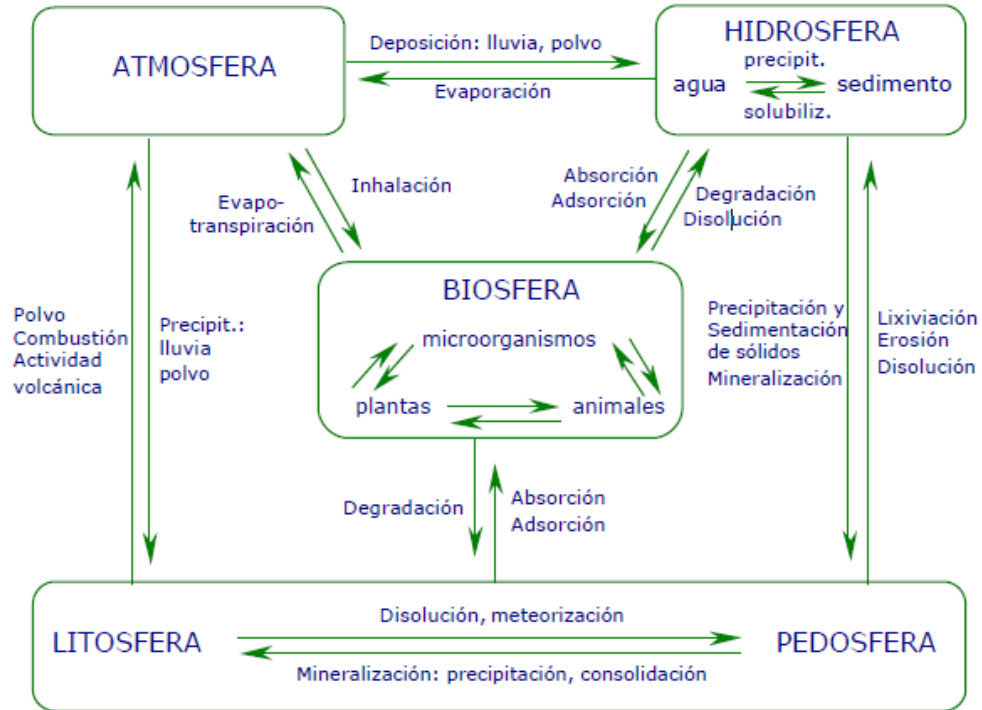 ATMOSFERA
Deposición: lluvia, polvo
Evaporación
HIDROSFERA
precipit.
agua
sedimento
solubiliz.
Inhalación
Evapo-
transpiración
Absorción
Adsorción
Degradación
Disolución
BIOSFERA
microorganismos
plantas
animales
Polvo
Combustión
Actividad
volcánica
Precipit.:
lluvia
polvo
Precipitación y
Sedimentación
de sólidos
Mineralización
Lixiviación
Erosión
Disolución
Degradación
Absorción
Adsorción
LITOSFERA
Disolución, meteorización
Mineralización: precipitación, consolidación
PEDOSFERA